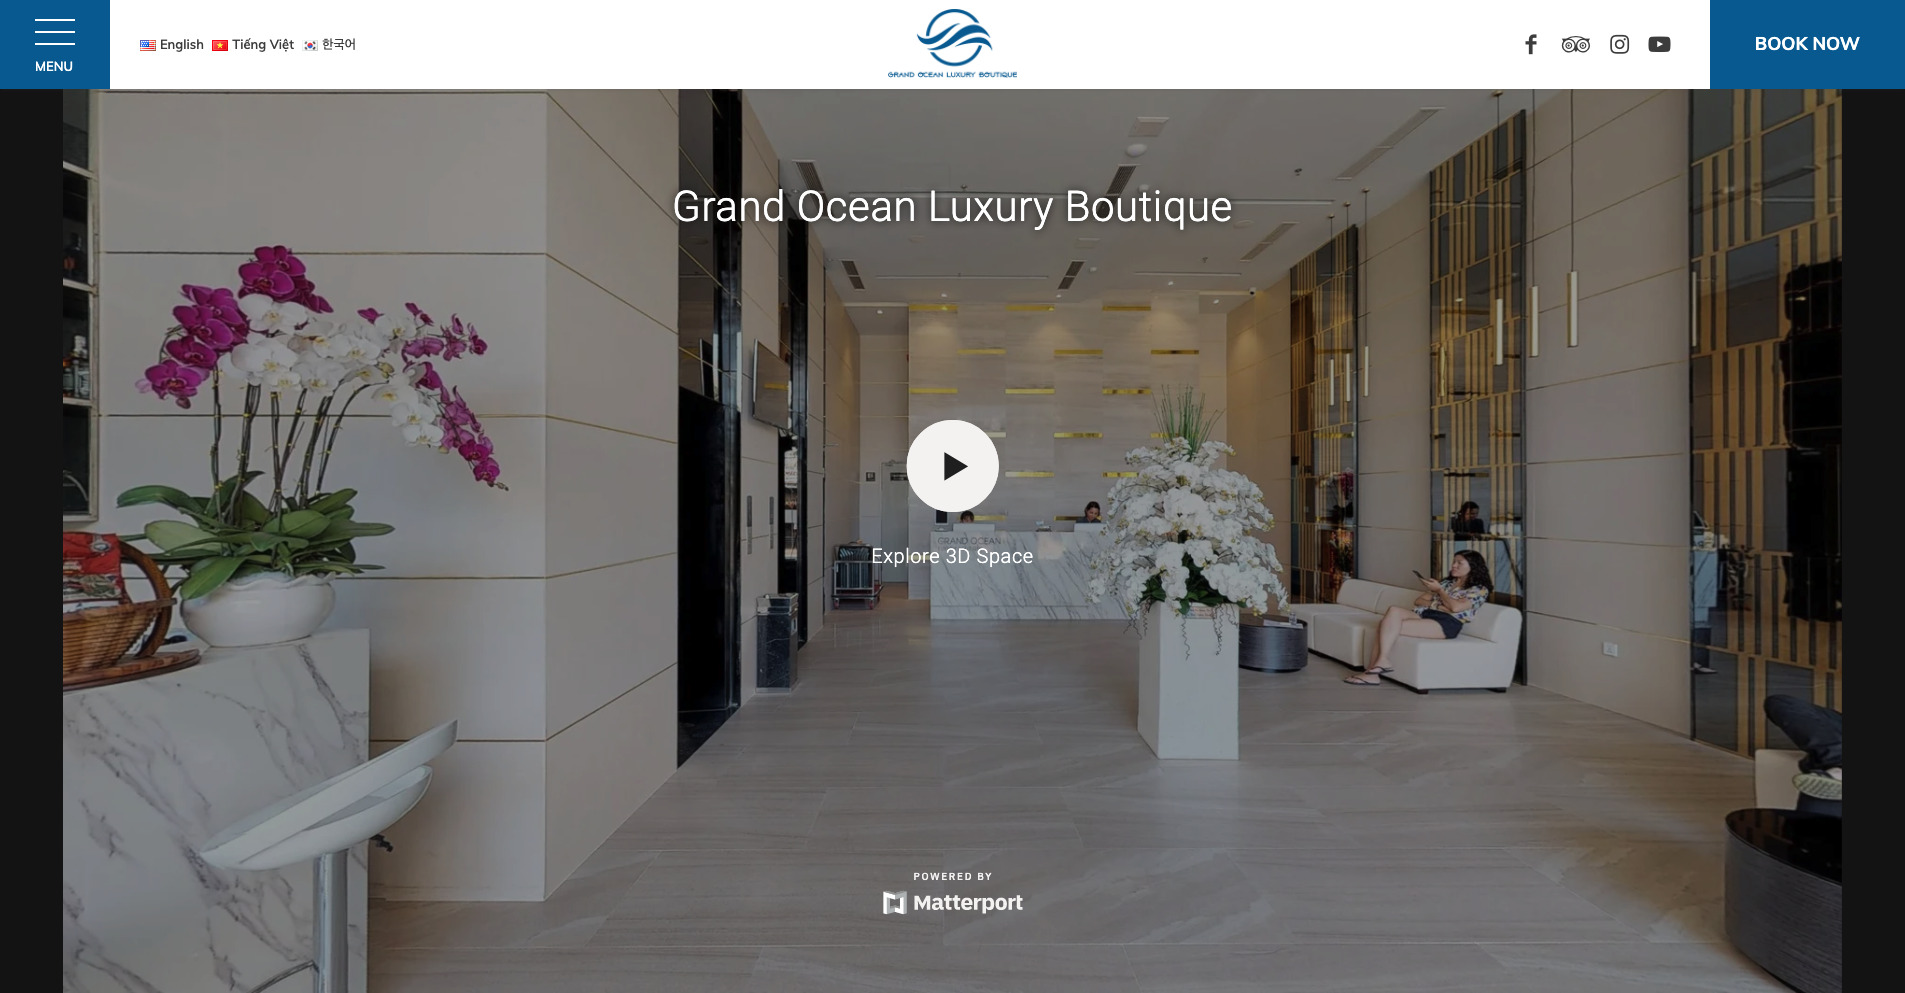 MENU
English Tiếng Việt 한국어
GRAND OCEAN LUXURY BOUTIQUE
BOOK NOW
Grand Ocean Luxury Boutique
GRAND OCEAN
Explore 3D Space
POWERED BY
Matterport